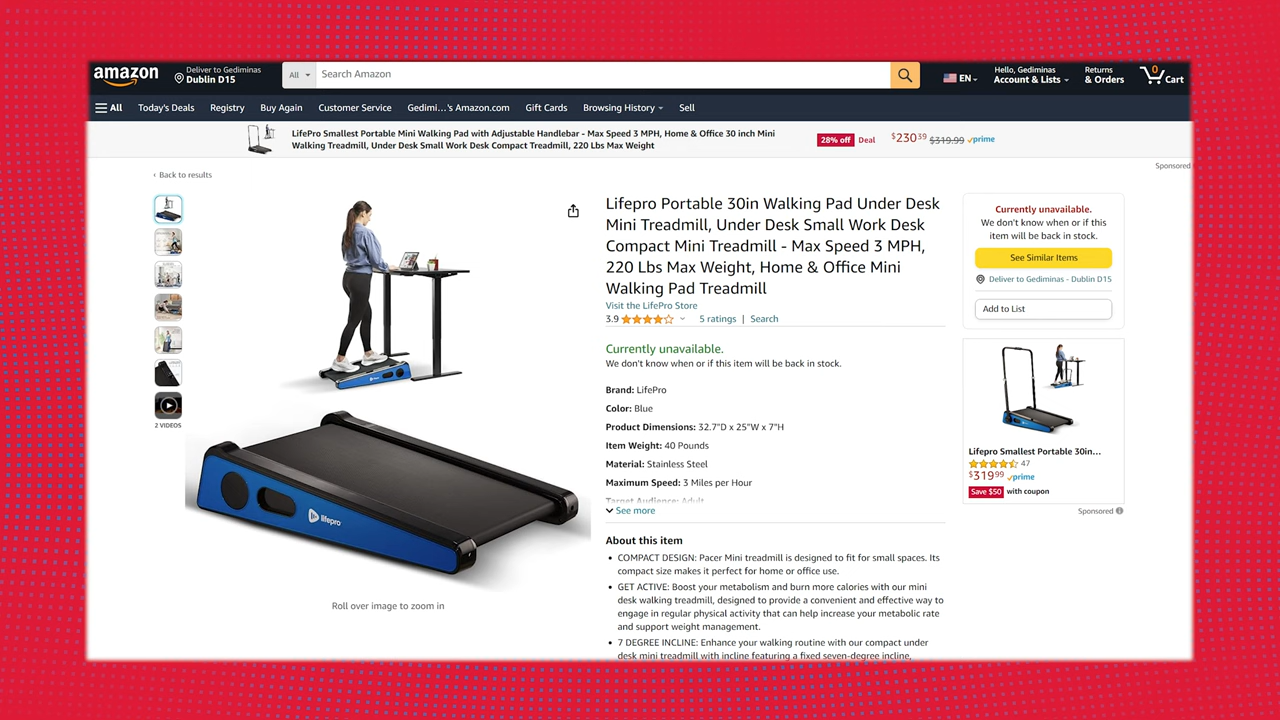 amazon
Deliver to Gediminas
Dublin D15
All
Search Amazon
EN
Hello, Gediminas
Account & Lists
Returns
& Orders
0
Cart
All
Today's Deals
Registry
Buy Again
Customer Service
Gedimi...'s Amazon.com
Gift Cards
Browsing History
Sell
LifePro Smallest Portable Mini Walking Pad with Adjustable Handlebar - Max Speed 3 MPH, Home & Office 30 inch Mini
Walking Treadmill, Under Desk Small Work Desk Compact Treadmill, 220 Lbs Max Weight
28% off
Deal
$23039 $319.99 prime
Sponsored
‹ Back to results
2 VIDEOS
lifepro
lifepro
Roll over image to zoom in
Lifepro Portable 30in Walking Pad Under Desk
Mini Treadmill, Under Desk Small Work Desk
Compact Mini Treadmill - Max Speed 3 MPH,
220 Lbs Max Weight, Home & Office Mini
Walking Pad Treadmill
Visit the LifePro Store
3.9
5 ratings | Search
Currently unavailable.
We don't know when or if this item will be back in stock.
Brand: LifePro
Color: Blue
Product Dimensions: 32.7"D x 25"W x 7"H
Item Weight: 40 Pounds
Material: Stainless Steel
Maximum Speed: 3 Miles per Hour
Target Audience: Adult
See more
About this item
• COMPACT DESIGN: Pacer Mini treadmill is designed to fit for small spaces. Its
compact size makes it perfect for home or office use.
• GET ACTIVE: Boost your metabolism and burn more calories with our mini
desk walking treadmill, designed to provide a convenient and effective way to
engage in regular physical activity that can help increase your metabolic rate
and support weight management.
• 7 DEGREE INCLINE: Enhance your walking routine with our compact under
desk mini treadmill with incline featuring a fixed seven-degree incline,
Currently unavailable.
We don't know when or if this
item will be back in stock.
See Similar Items
Deliver to Gediminas - Dublin D15
Add to List
Lifepro Smallest Portable 30in...
47
$31999 prime
Save $50 with coupon
Sponsored